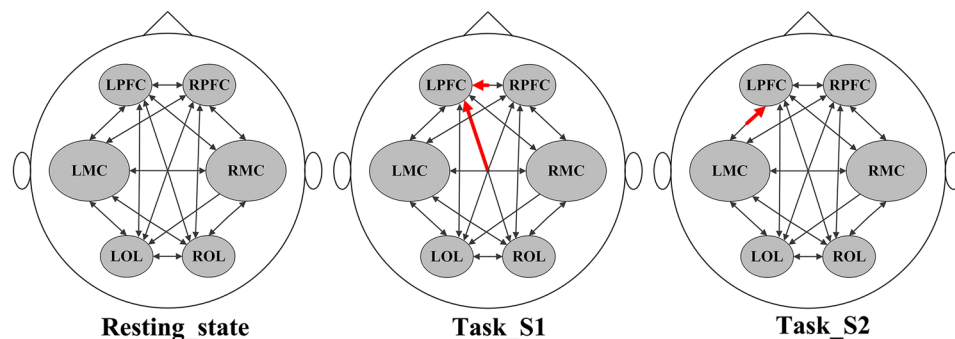 LPFC RPFC LPFC RPFC LPFC RPFC
LMC RMC LMC RMC LMC RMC
LOL ROL LOL ROL LOL ROL
Resting_state Task_S1 Task_S2